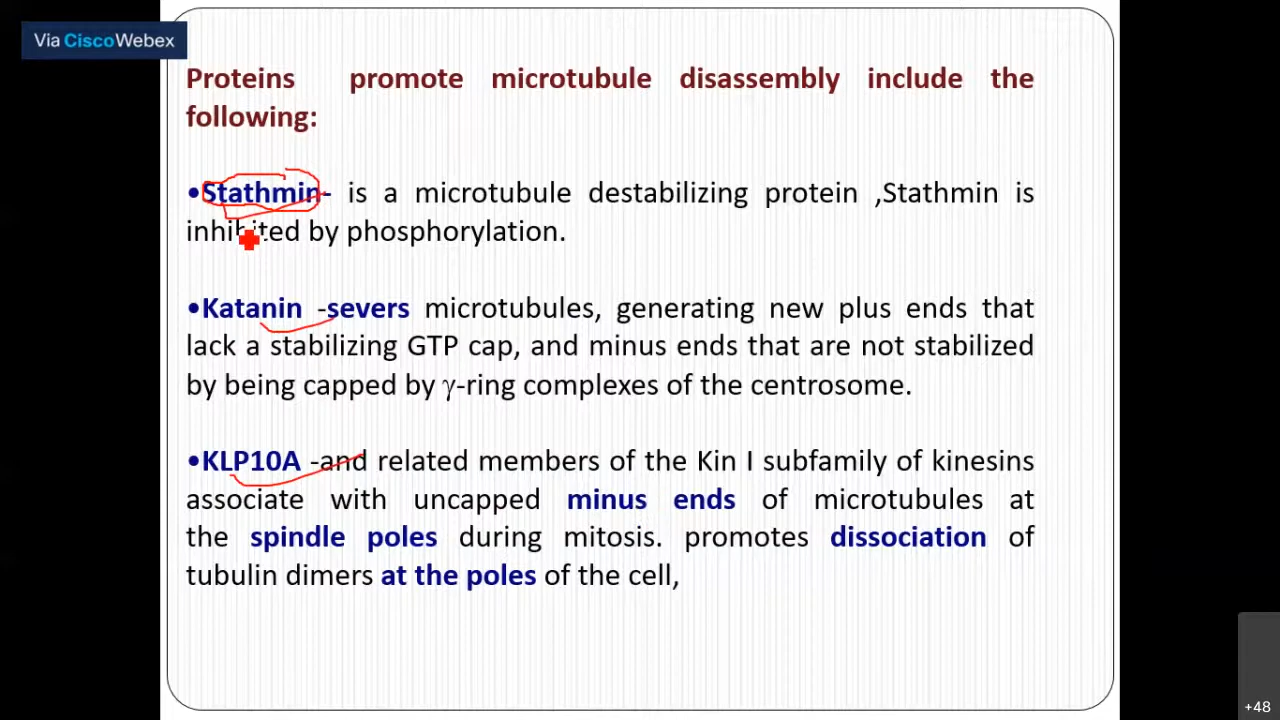 Via CiscoWebex
Proteins promote microtubule disassembly include the
following:
•Stathmin- is a microtubule destabilizing protein ,Stathmin is
inhibited by phosphorylation.
•Katanin -severs microtubules, generating new plus ends that
lack a stabilizing GTP cap, and minus ends that are not stabilized
by being capped by γ-ring complexes of the centrosome.
•KLP10A -and related members of the Kin I subfamily of kinesins
associate with uncapped minus ends of microtubules at
the spindle poles during mitosis. promotes dissociation of
tubulin dimers at the poles of the cell,
+48